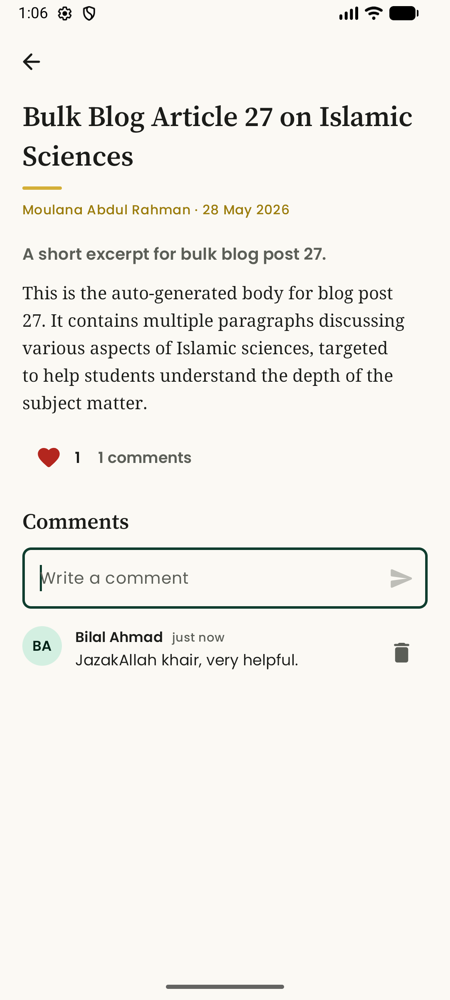 1:06
Bulk Blog Article 27 on Islamic
Sciences
Moulana Abdul Rahman · 28 May 2026
A short excerpt for bulk blog post 27.
This is the auto-generated body for blog post
27. It contains multiple paragraphs discussing
various aspects of Islamic sciences, targeted
to help students understand the depth of the
subject matter.
1 1 comments
Comments
Write a comment
BA Bilal Ahmad just now
JazakAllah khair, very helpful.